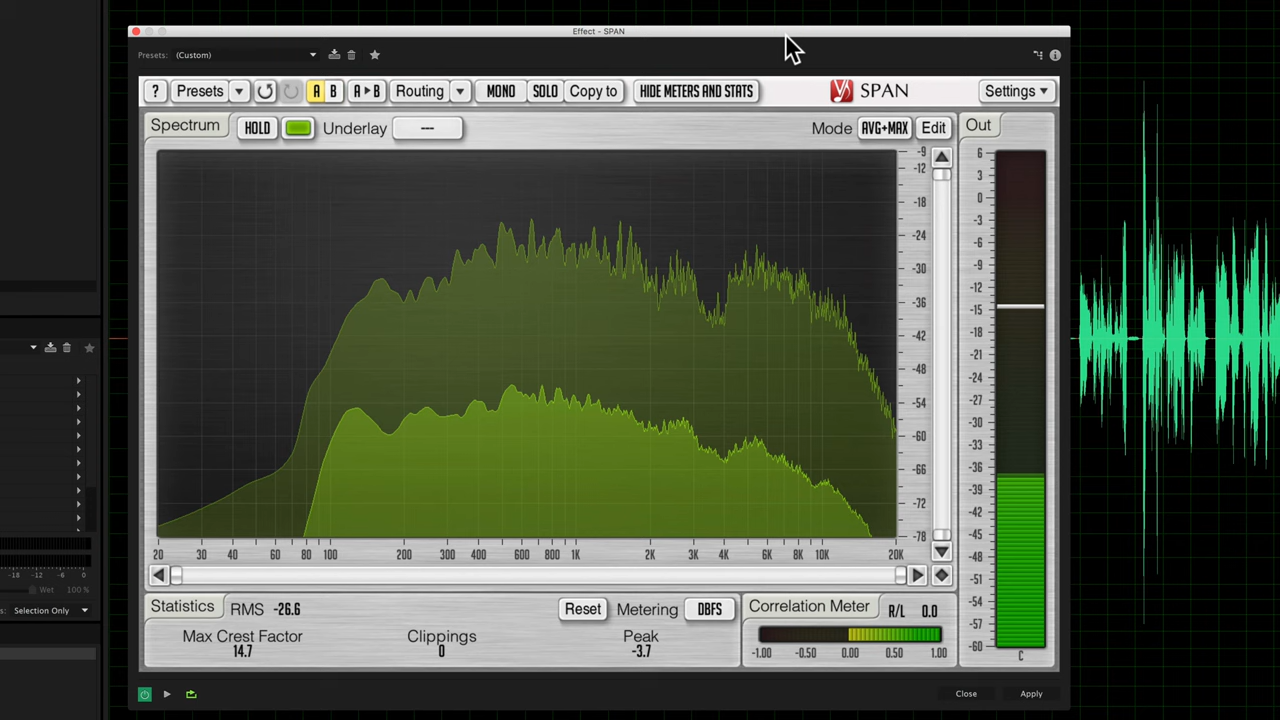 Effect - SPAN
Presets: (Custom)
? Presets A B A►B Routing MONO SOLO Copy to HIDE METERS AND STATS SPAN Settings
Spectrum HOLD Underlay --- Mode AVG+MAX Edit Out
-9
-12
-18
-24
-30
-36
-42
-48
-54
-60
-66
-72
-78
6
3
0
-3
-6
-9
-12
-15
-18
-21
-24
-27
-30
-33
-36
-39
-42
-45
-48
-51
-54
-57
-60
C
20 30 40 60 80 100 200 300 400 600 800 1K 2K 3K 4K 6K 8K 10K 20K
Statistics RMS -26.6 Reset Metering DBFS Correlation Meter R/L 0.0
Max Crest Factor Clippings Peak
14.7 0 -3.7
-1.00 -0.50 0.00 0.50 1.00
Close Apply
-18 -12 -6 0
Wet 100 %
s: Selection Only